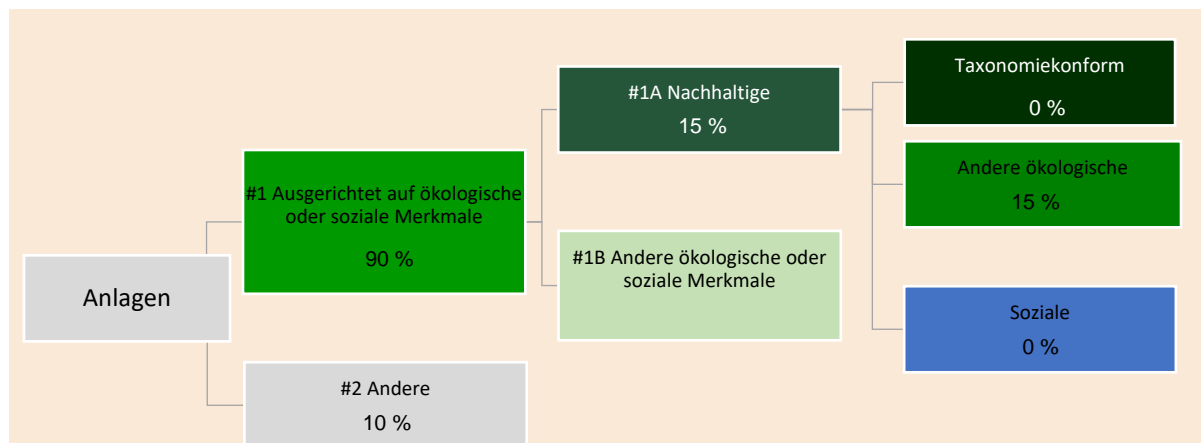 Anlagen
#1 Ausgerichtet auf ökologische
oder soziale Merkmale
90 %
#2 Andere
10 %
#1A Nachhaltige
15 %
#1B Andere ökologische oder
soziale Merkmale
Taxonomiekonform
0 %
Andere ökologische
15 %
Soziale
0 %